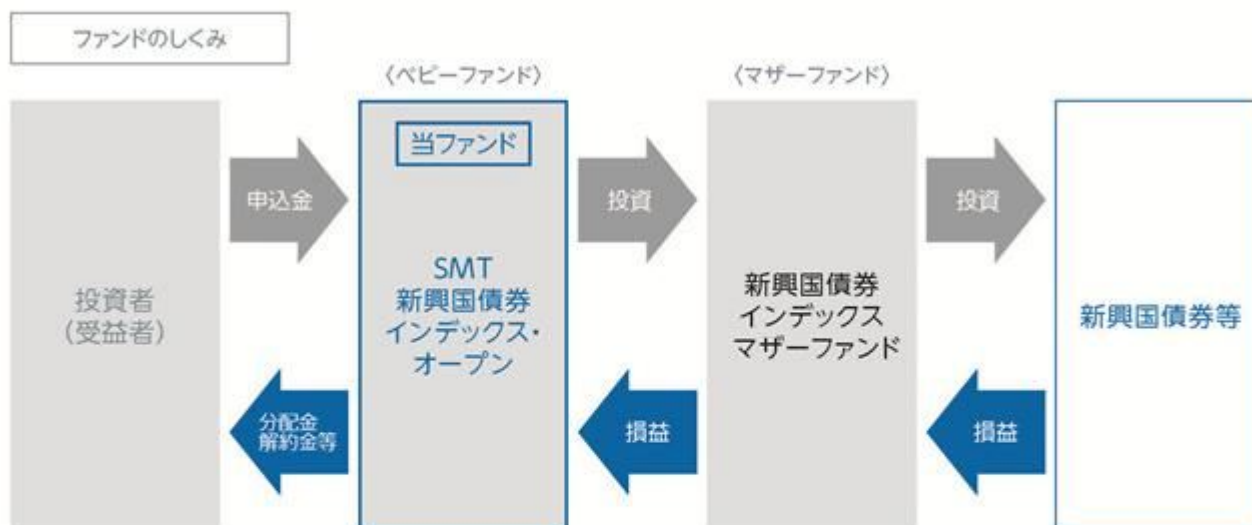 ファンドのしくみ
〈ベビーファンド〉
〈マザーファンド〉
投資者
(受益者)
申込金
分配金
解約金等
当ファンド
SMT
新興国債券
インデックス・
オープン
投資
損益
新興国債券
インデックス
マザーファンド
投資
損益
新興国債券等